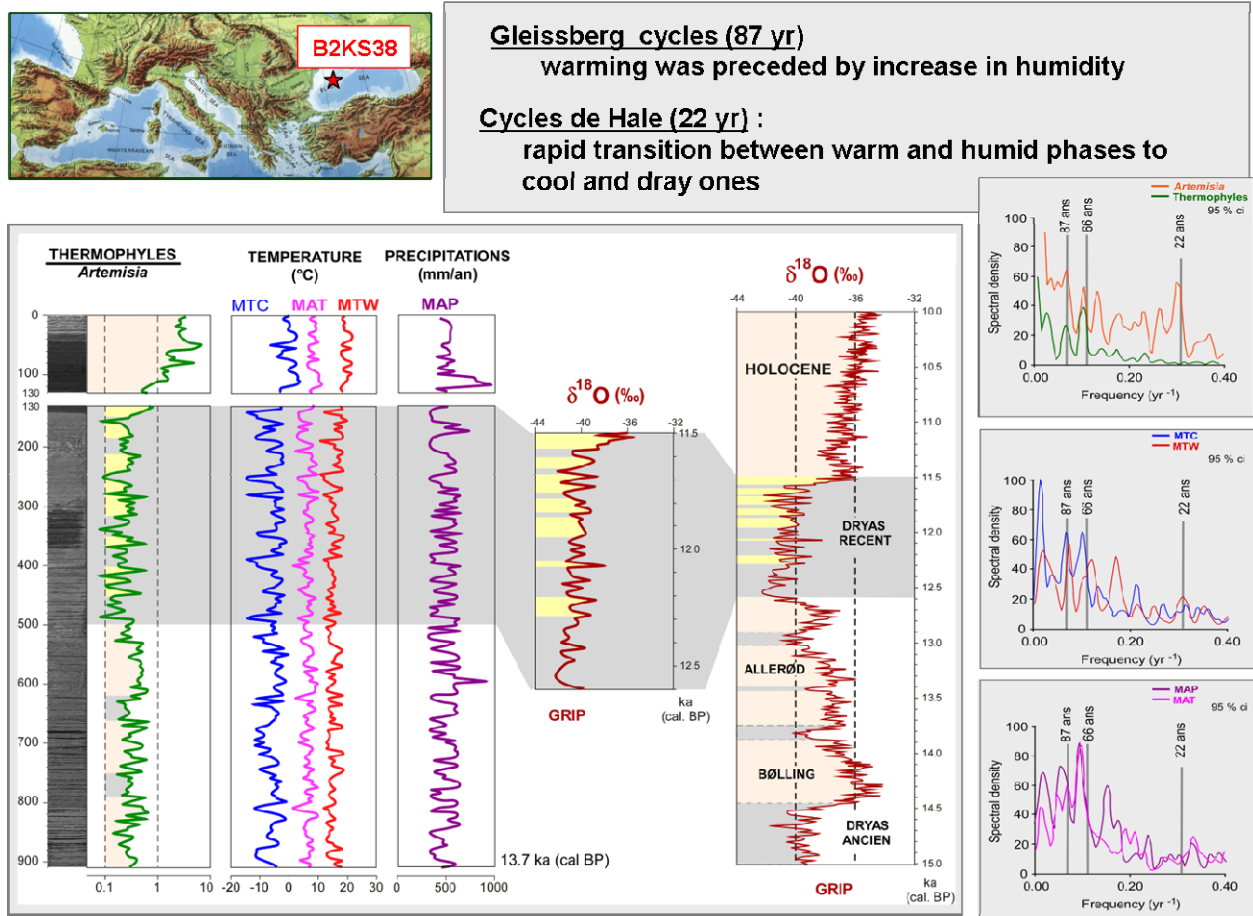 B2KS38
SEA
ADRIATIC SEA
TYRRHENIAN SEA
IONIAN SEA
MEDITERRANEAN
SEA
Gleissberg cycles (87 yr)
warming was preceded by increase in humidity
Cycles de Hale (22 yr) :
rapid transition between warm and humid phases to
cool and dray ones
THERMOPHYLES
Artemisia
TEMPERATURE
(°C)
PRECIPITATIONS
(mm/an)
MTC MAT MTW
MAP
0
100
130
130
200
300
400
500
600
700
800
900
0.1 1 10
-20 -10 0 10 20 30
0 500 1000
13.7 ka (cal BP)
δ18O (‰)
-44 -40 -36 -32
11.5
12.0
12.5
GRIP
ka
(cal. BP)
δ18O (‰)
-44 -40 -36 -32
10.0
10.5
11.0
11.5
12.0
12.5
13.0
13.5
14.0
14.5
15.0
HOLOCENE
DRYAS
RECENT
ALLERØD
BØLLING
DRYAS
ANCIEN
GRIP
ka
(cal. BP)
Artemisia
Thermophyles
95 % ci
87 ans
66 ans
22 ans
Spectral density
100
80
60
40
20
0
0.00 0.20 0.40
Frequency (yr -1)
MTC
MTW
95 % ci
87 ans
66 ans
22 ans
Spectral density
100
80
60
40
20
0
0.00 0.20 0.40
Frequency (yr -1)
MAP
MAT
95 % ci
87 ans
66 ans
22 ans
Spectral density
100
80
60
40
20
0
0.00 0.20 0.40
Frequency (yr -1)